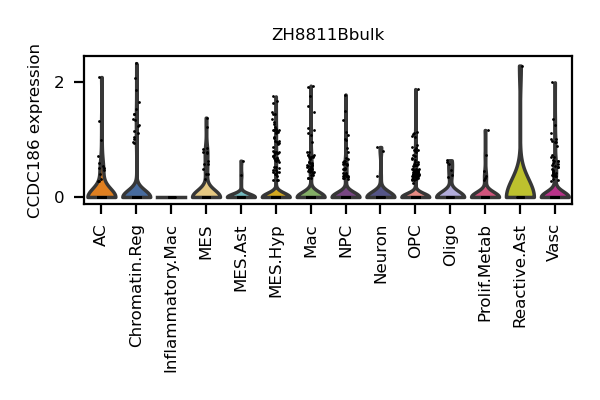 ZH8811Bbulk
CCDC186 expression
2
0
AC
Chromatin.Reg
Inflammatory.Mac
MES
MES.Ast
MES.Hyp
Mac
NPC
Neuron
OPC
Oligo
Prolif.Metab
Reactive.Ast
Vasc